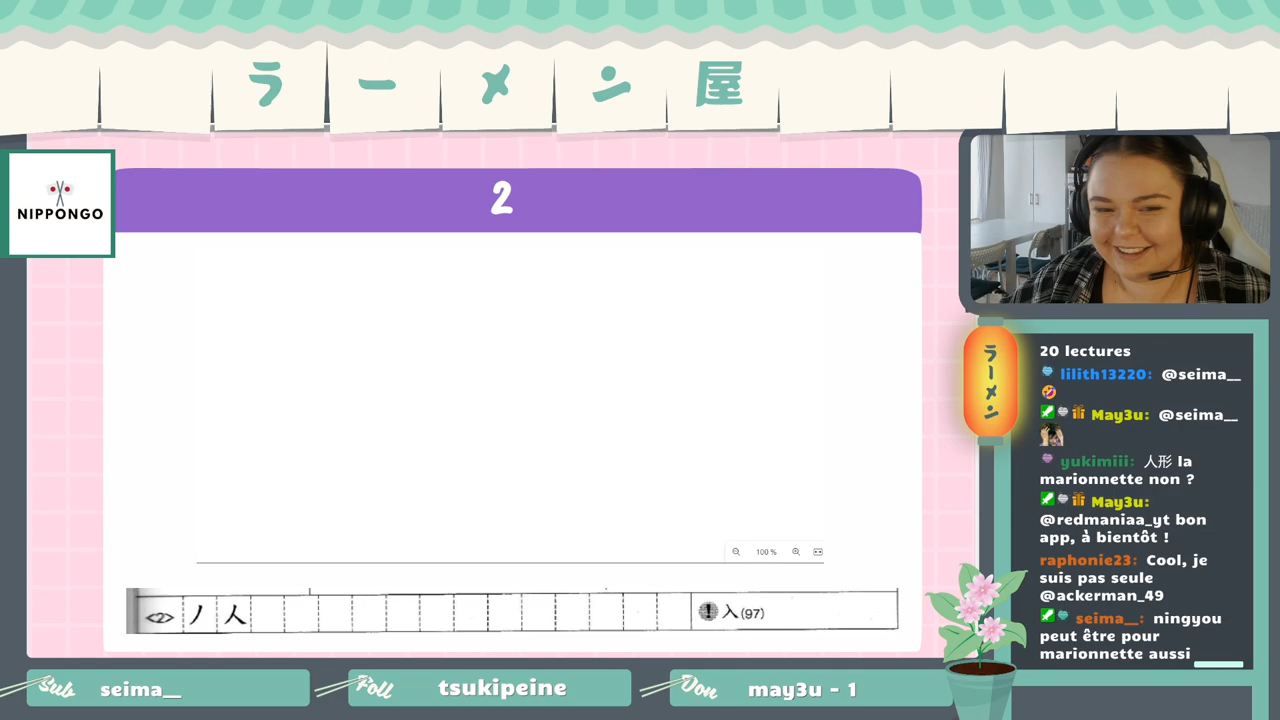 ラーメン屋
NIPPONGO
2
100 %
2 ノ 人 ! 入(97)
ラーメン
20 lectures
lilith13220: @seima__
🤣
May3u: @seima__
yukimiii: 人形 la
marionnette non ?
May3u:
@redmaniaa_yt bon
app, à bientôt !
raphonie23: Cool, je
suis pas seule
@ackerman_49
seima__: ningyou
peut être pour
marionnette aussi
Sub seima__
Foll tsukipeine
Don may3u - 1